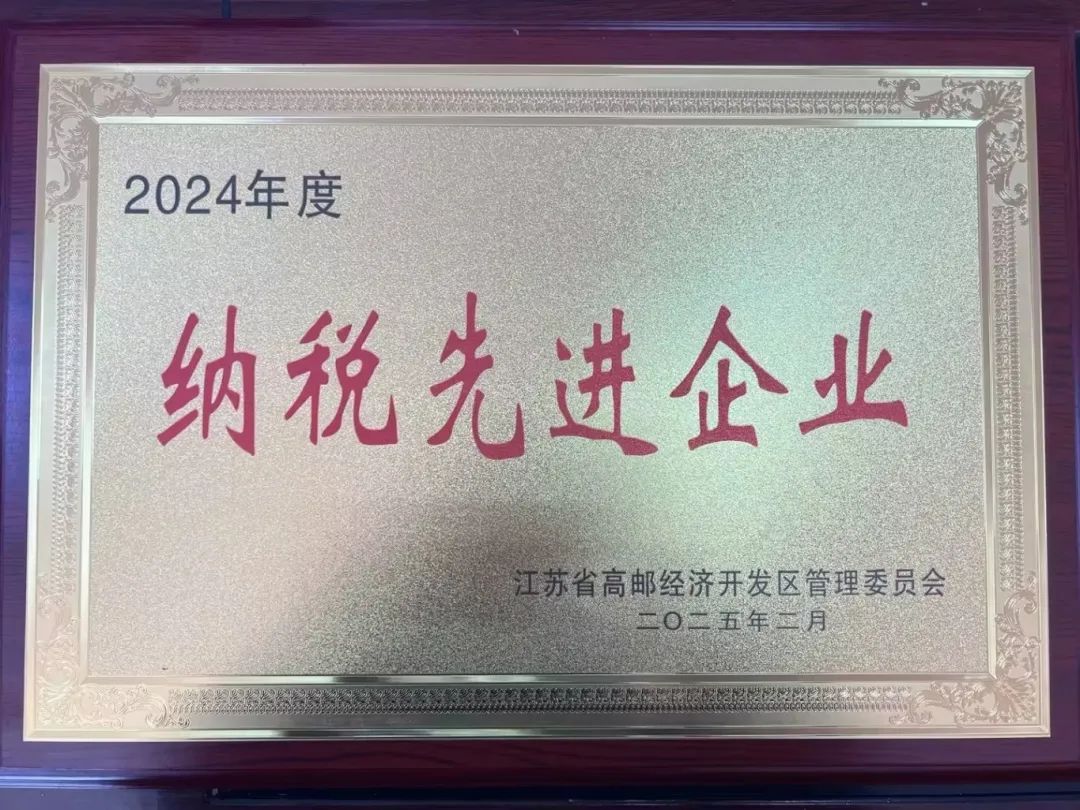 2024年度
纳税先进企业
江苏省高邮经济开发区管理委员会
二〇二五年二月